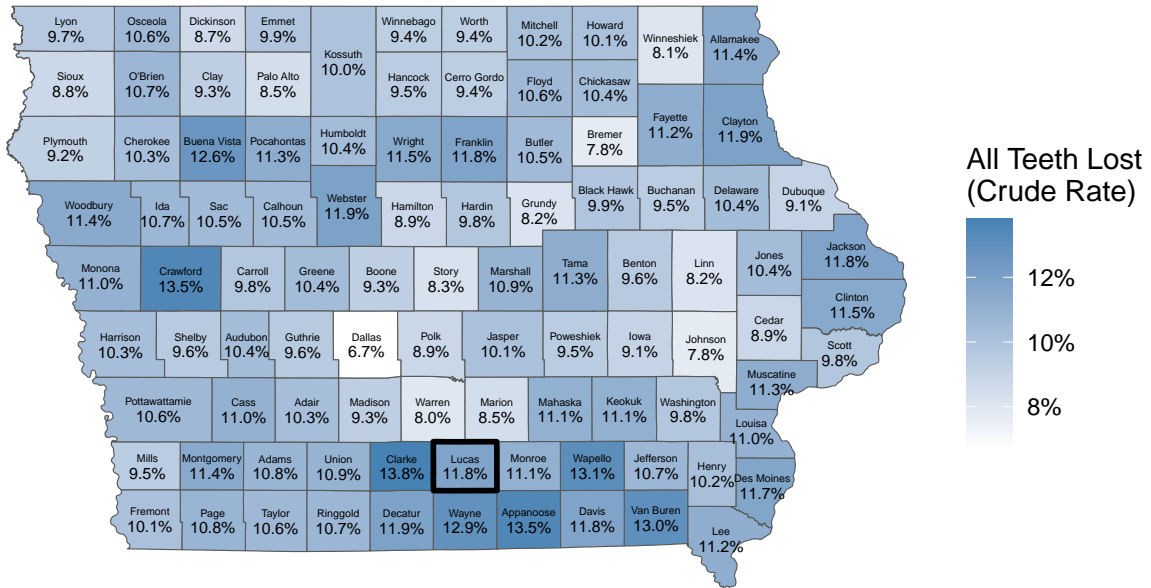 Lyon
9.7%
Osceola
10.6%
Dickinson
8.7%
Emmet
9.9%
Kossuth
10.0%
Winnebago
9.4%
Worth
9.4%
Mitchell
10.2%
Howard
10.1%
Winneshiek
8.1%
Allamakee
11.4%
Sioux
8.8%
O'Brien
10.7%
Clay
9.3%
Palo Alto
8.5%
Hancock
9.5%
Cerro Gordo
9.4%
Floyd
10.6%
Chickasaw
10.4%
Fayette
11.2%
Clayton
11.9%
Plymouth
9.2%
Cherokee
10.3%
Buena Vista
12.6%
Pocahontas
11.3%
Humboldt
10.4%
Wright
11.5%
Franklin
11.8%
Butler
10.5%
Bremer
7.8%
Woodbury
11.4%
Ida
10.7%
Sac
10.5%
Calhoun
10.5%
Webster
11.9%
Hamilton
8.9%
Hardin
9.8%
Grundy
8.2%
Black Hawk
9.9%
Buchanan
9.5%
Delaware
10.4%
Dubuque
9.1%
Monona
11.0%
Crawford
13.5%
Carroll
9.8%
Greene
10.4%
Boone
9.3%
Story
8.3%
Marshall
10.9%
Tama
11.3%
Benton
9.6%
Linn
8.2%
Jones
10.4%
Jackson
11.8%
Clinton
11.5%
Harrison
10.3%
Shelby
9.6%
Audubon
10.4%
Guthrie
9.6%
Dallas
6.7%
Polk
8.9%
Jasper
10.1%
Poweshiek
9.5%
Iowa
9.1%
Johnson
7.8%
Cedar
8.9%
Scott
9.8%
Muscatine
11.3%
Pottawattamie
10.6%
Cass
11.0%
Adair
10.3%
Madison
9.3%
Warren
8.0%
Marion
8.5%
Mahaska
11.1%
Keokuk
11.1%
Washington
9.8%
Louisa
11.0%
Mills
9.5%
Montgomery
11.4%
Adams
10.8%
Union
10.9%
Clarke
13.8%
Lucas
11.8%
Monroe
11.1%
Wapello
13.1%
Jefferson
10.7%
Henry
10.2%
Des Moines
11.7%
Fremont
10.1%
Page
10.8%
Taylor
10.6%
Ringgold
10.7%
Decatur
11.9%
Wayne
12.9%
Appanoose
13.5%
Davis
11.8%
Van Buren
13.0%
Lee
11.2%
All Teeth Lost
(Crude Rate)
12%
10%
8%